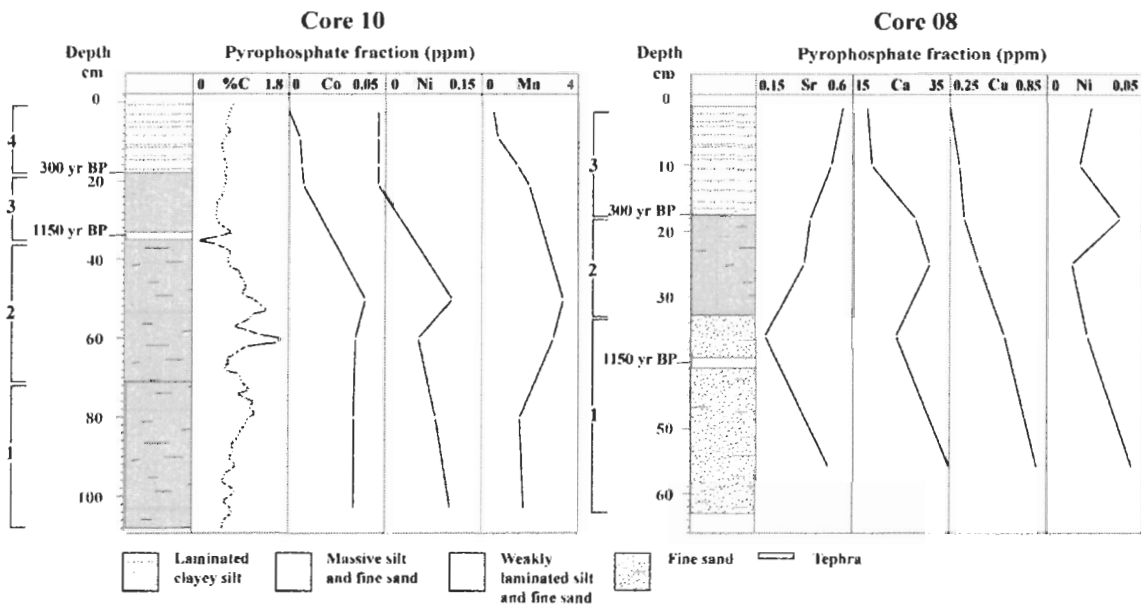 Core 10
Core 08
Depth
cm
Pyrophosphate fraction (ppm)
0 %C 1.8 0 Co 0.05 0 Ni 0.15 0 Mn 4
0
20
40
60
80
100
4
3
2
1
300 yr BP
1150 yr BP
Depth
cm
Pyrophosphate fraction (ppm)
0.15 Sr 0.6 15 Ca 35 0.25 Cu 0.85 0 Ni 0.05
0
10
20
30
50
60
3
2
1
300 yr BP
1150 yr BP
Laminated
clayey silt
Massive silt
and fine sand
Weakly
laminated silt
and fine sand
Fine sand
Tephra